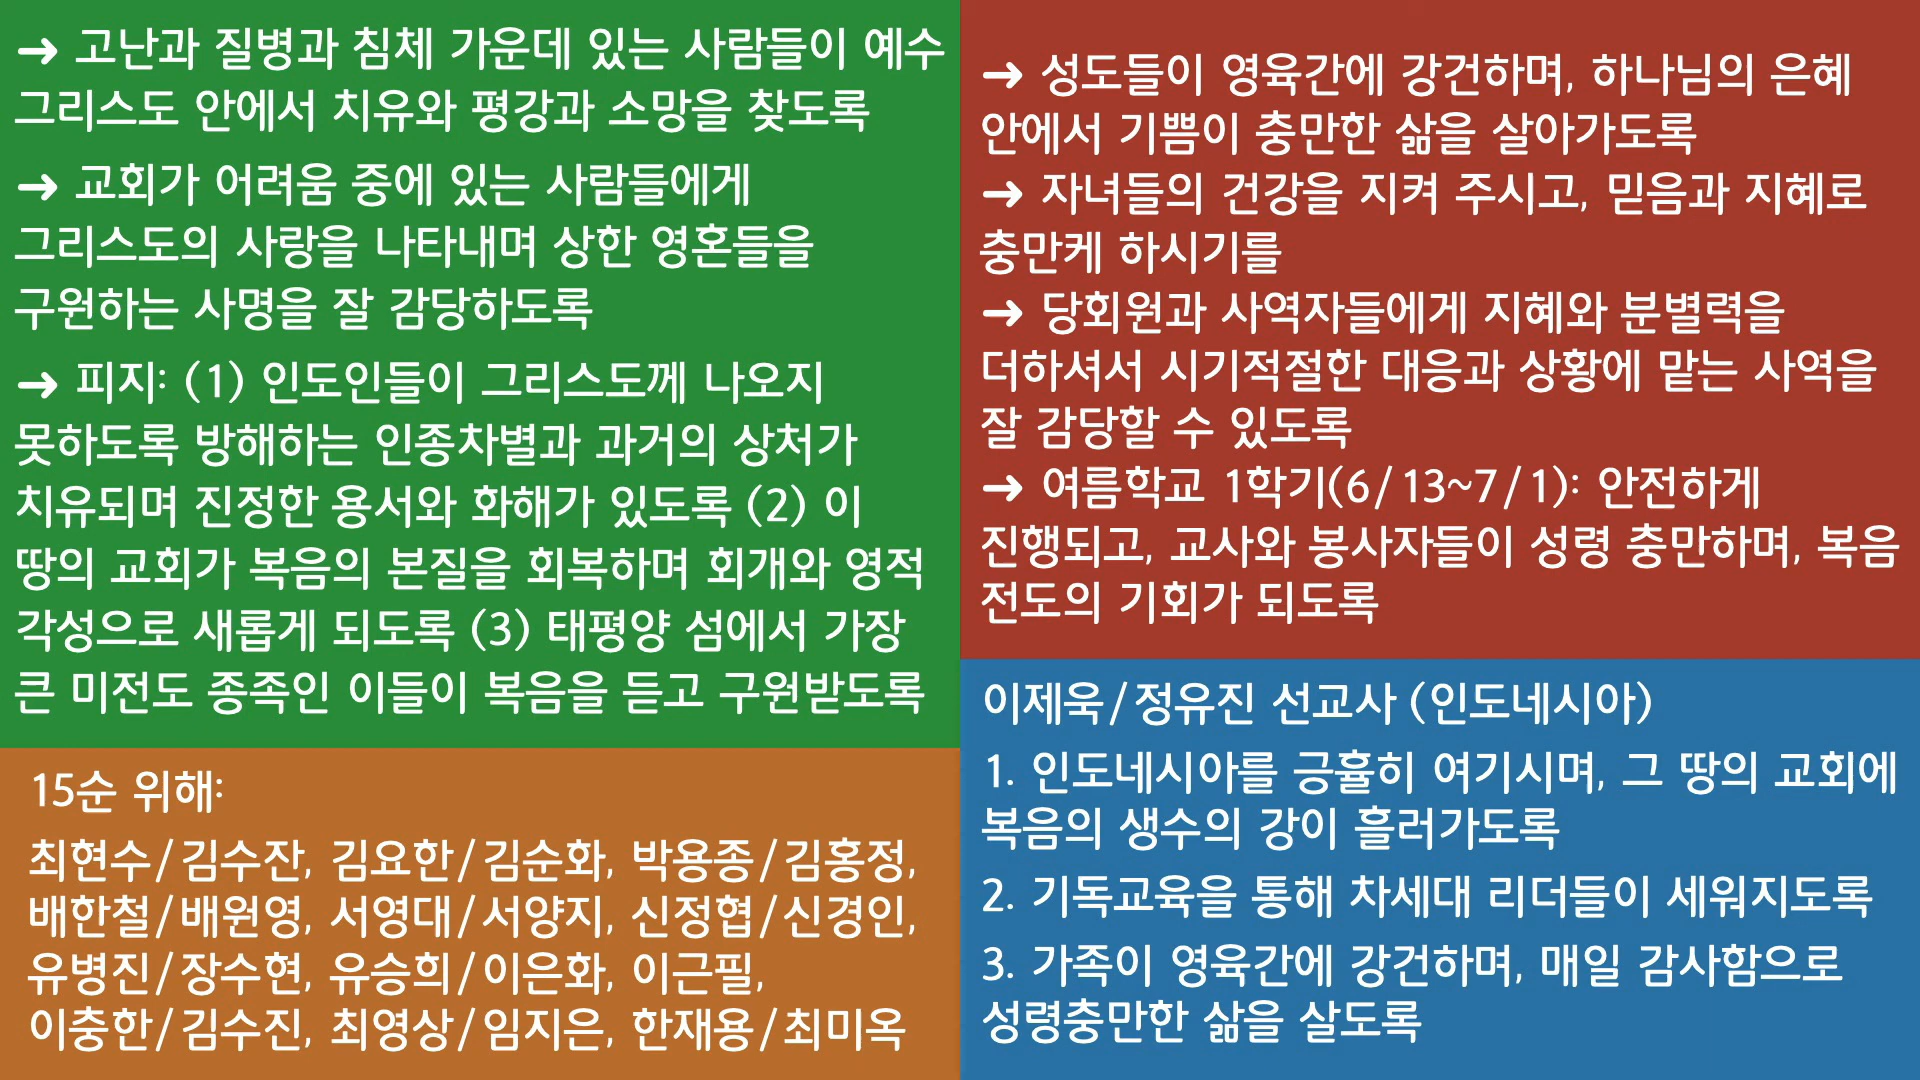 → 고난과 질병과 침체 가운데 있는 사람들이 예수
그리스도 안에서 치유와 평강과 소망을 찾도록
→ 교회가 어려움 중에 있는 사람들에게
그리스도의 사랑을 나타내며 상한 영혼들을
구원하는 사명을 잘 감당하도록
→ 피지: (1) 인도인들이 그리스도께 나오지
못하도록 방해하는 인종차별과 과거의 상처가
치유되며 진정한 용서와 화해가 있도록 (2) 이
땅의 교회가 복음의 본질을 회복하며 회개와 영적
각성으로 새롭게 되도록 (3) 태평양 섬에서 가장
큰 미전도 종족인 이들이 복음을 듣고 구원받도록
15순 위해:
최현수/김수잔, 김요한/김순화, 박용종/김홍정,
배한철/배원영, 서영대/서양지, 신정협/신경인,
유병진/장수현, 유승희/이은화, 이근필,
이충한/김수진, 최영상/임지은, 한재용/최미옥
→ 성도들이 영육간에 강건하며, 하나님의 은혜
안에서 기쁨이 충만한 삶을 살아가도록
→ 자녀들의 건강을 지켜 주시고, 믿음과 지혜로
충만케 하시기를
→ 당회원과 사역자들에게 지혜와 분별력을
더하셔서 시기적절한 대응과 상황에 맡는 사역을
잘 감당할 수 있도록
→ 여름학교 1학기(6/13~7/1): 안전하게
진행되고, 교사와 봉사자들이 성령 충만하며, 복음
전도의 기회가 되도록
이제욱/정유진 선교사 (인도네시아)
1. 인도네시아를 긍휼히 여기시며, 그 땅의 교회에
복음의 생수의 강이 흘러가도록
2. 기독교육을 통해 차세대 리더들이 세워지도록
3. 가족이 영육간에 강건하며, 매일 감사함으로
성령충만한 삶을 살도록